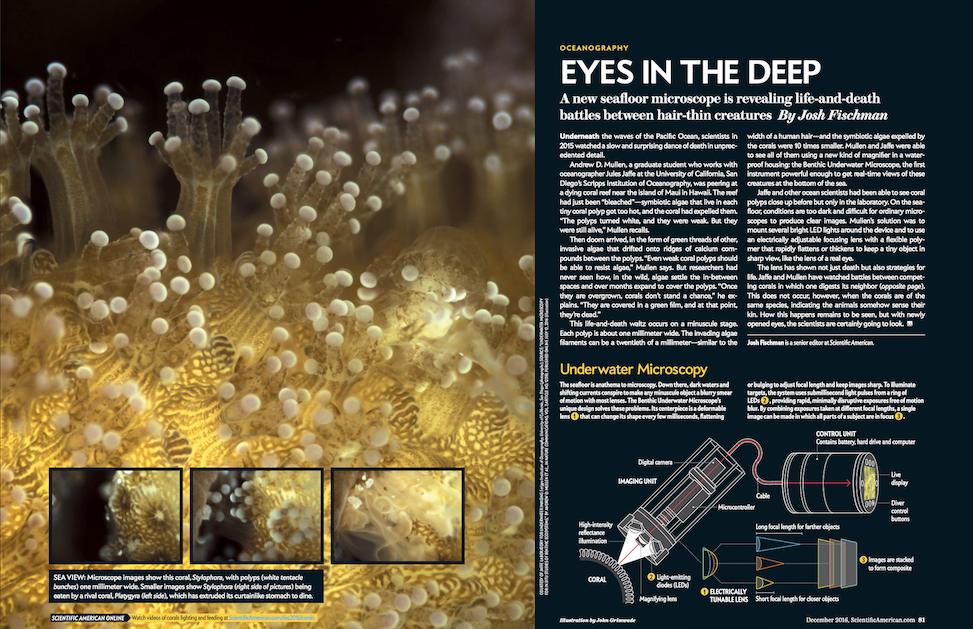 OCEANOGRAPHY
EYES IN THE DEEP
A new seafloor microscope is revealing life-and-death
battles between hair-thin creatures By Josh Fischman
Underneath the waves of the Pacific Ocean, scientists in
2015 watched a slow and surprising dance of death in unprec-
edented detail.
Andrew D. Mullen, a graduate student who works with
oceanographer Jules Jaffe at the University of California, San
Diego's Scripps Institution of Oceanography, was peering at
a dying coral reef near the island of Maui in Hawaii. The reef
had just been "bleached"—symbiotic algae that live in each
tiny coral polyp got too hot, and the coral had expelled them.
"The polyps turned white, and they were weak. But they
were still alive," Mullen recalls.
Then doom arrived, in the form of green threads of other,
invasive algae that drifted onto ridges of calcium com-
pounds between the polyps. "Even weak coral polyps should
be able to resist algae," Mullen says. But researchers had
never seen how, in the wild, algae settle the in-between
spaces and over months expand to cover the polyps. "Once
they are overgrown, corals don't stand a chance," he ex-
plains. "They are covered in a green film, and at that point,
they're dead."
This life-and-death waltz occurs on a minuscule stage.
Each polyp is about one millimeter wide. The invading algae
filaments can be a twentieth of a millimeter—similar to the
width of a human hair—and the symbiotic algae expelled by
the corals were 10 times smaller. Mullen and Jaffe were able
to see all of them using a new kind of magnifier in a water-
proof housing: the Benthic Underwater Microscope, the first
instrument powerful enough to get real-time views of these
creatures at the bottom of the sea.
Jaffe and other ocean scientists had been able to see coral
polyps close up before but only in the laboratory. On the sea-
floor, conditions are too dark and difficult for ordinary micro-
scopes to produce clear images. Mullen's solution was to
mount several bright LED lights around the device and to use
an electrically adjustable focusing lens with a flexible poly-
mer that rapidly flattens or thickens to keep a tiny object in
sharp view, like the lens of a real eye.
The lens has shown not just death but also strategies for
life. Jaffe and Mullen have watched battles between compet-
ing corals in which one digests its neighbor (opposite page).
This does not occur, however, when the corals are of the
same species, indicating the animals somehow sense their
kin. How this happens remains to be seen, but with newly
opened eyes, the scientists are certainly going to look.
Josh Fischman is a senior editor at Scientific American.
Underwater Microscopy
The seafloor is anathema to microscopy. Down there, dark waters and
shifting currents conspire to make any minuscule object a blurry smear
of motion with most lenses. The Benthic Underwater Microscope's
unique design solves these problems. Its centerpiece is a deformable
lens 1 that can change its shape every few milliseconds, flattening
or bulging to adjust focal length and keep images sharp. To illuminate
targets, the system uses submillisecond light pulses from a ring of
LEDs 2, providing rapid, minimally disruptive exposures free of motion
blur. By combining exposures taken at different focal lengths, a single
image can be made in which all parts of a subject are in focus 3.
CONTROL UNIT
Contains battery, hard drive and computer
Digital camera
IMAGING UNIT
Live
display
Cable
Microcontroller
Diver
control
buttons
High-intensity
reflectance
illumination
Long focal length for farther objects
3 Images are stacked
to form composite
CORAL
2 Light-emitting
diodes (LEDs)
1 ELECTRICALLY
TUNABLE LENS
Magnifying lens
Short focal length for closer objects
SEA VIEW: Microscope images show this coral, Stylophora, with polyps (white tentacle
bunches) one millimeter wide. Smaller images show Stylophora (right side of pictures) being
eaten by a rival coral, Platygyra (left side), which has extruded its curtainlike stomach to dine.
SCIENTIFIC AMERICAN ONLINE Watch videos of corals fighting and feeding at
Illustration by John Grimwade
December 2016, ScientificAmerican.com 81